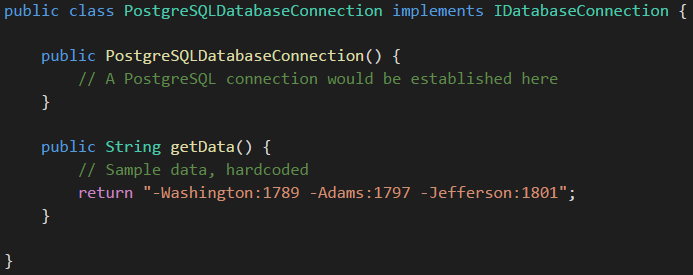 public class PostgreSQLDatabaseConnection implements IDatabaseConnection {
public PostgreSQLDatabaseConnection() {
// A PostgreSQL connection would be established here
}
public String getData() {
// Sample data, hardcoded
return "-Washington:1789 -Adams:1797 -Jefferson:1801";
}
}